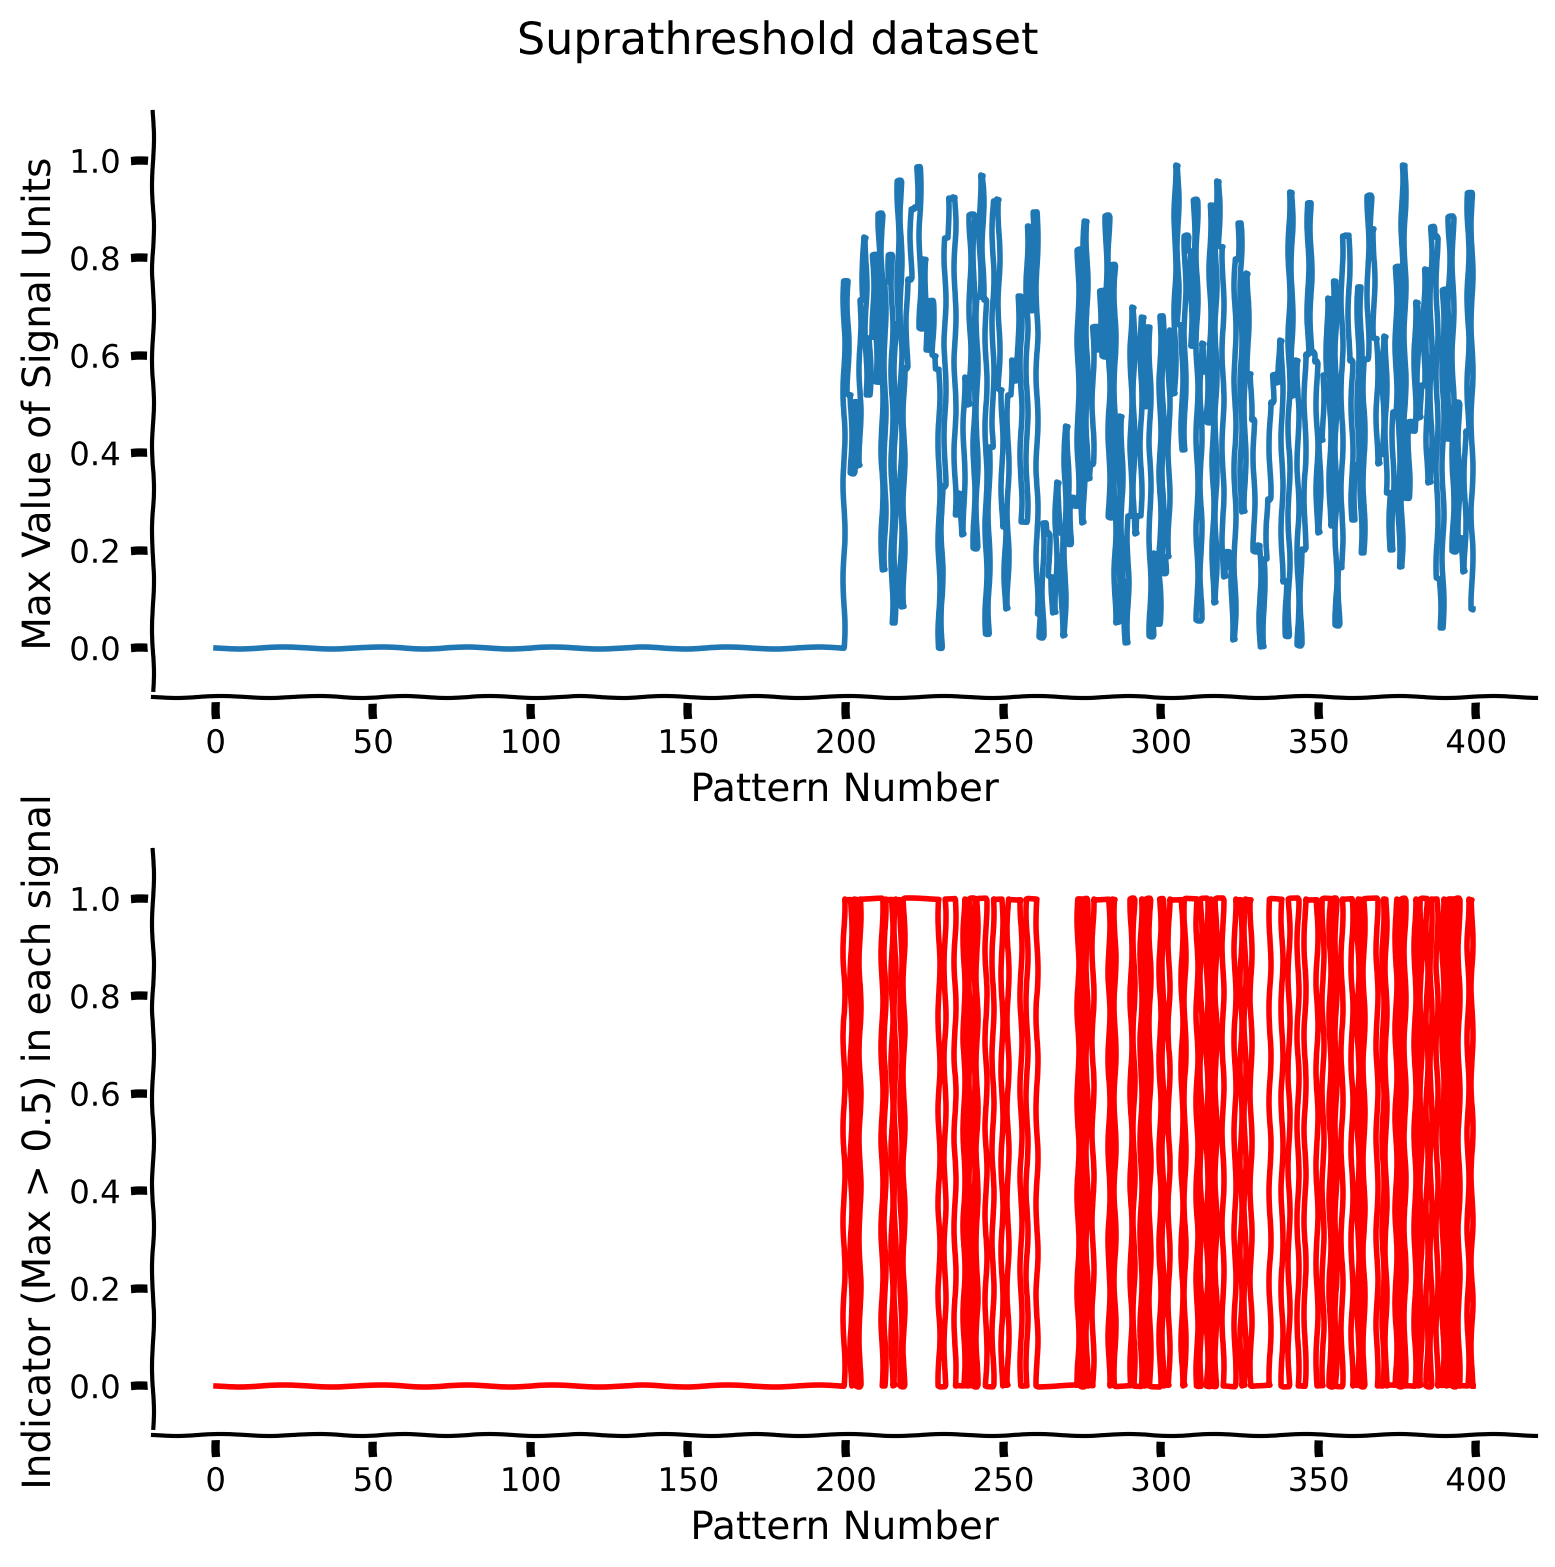 Suprathreshold dataset
Max Value of Signal Units
1.0
0.8
0.6
0.4
0.2
0.0
0 50 100 150 200 250 300 350 400
Pattern Number
Indicator (Max > 0.5) in each signal
1.0
0.8
0.6
0.4
0.2
0.0
0 50 100 150 200 250 300 350 400
Pattern Number